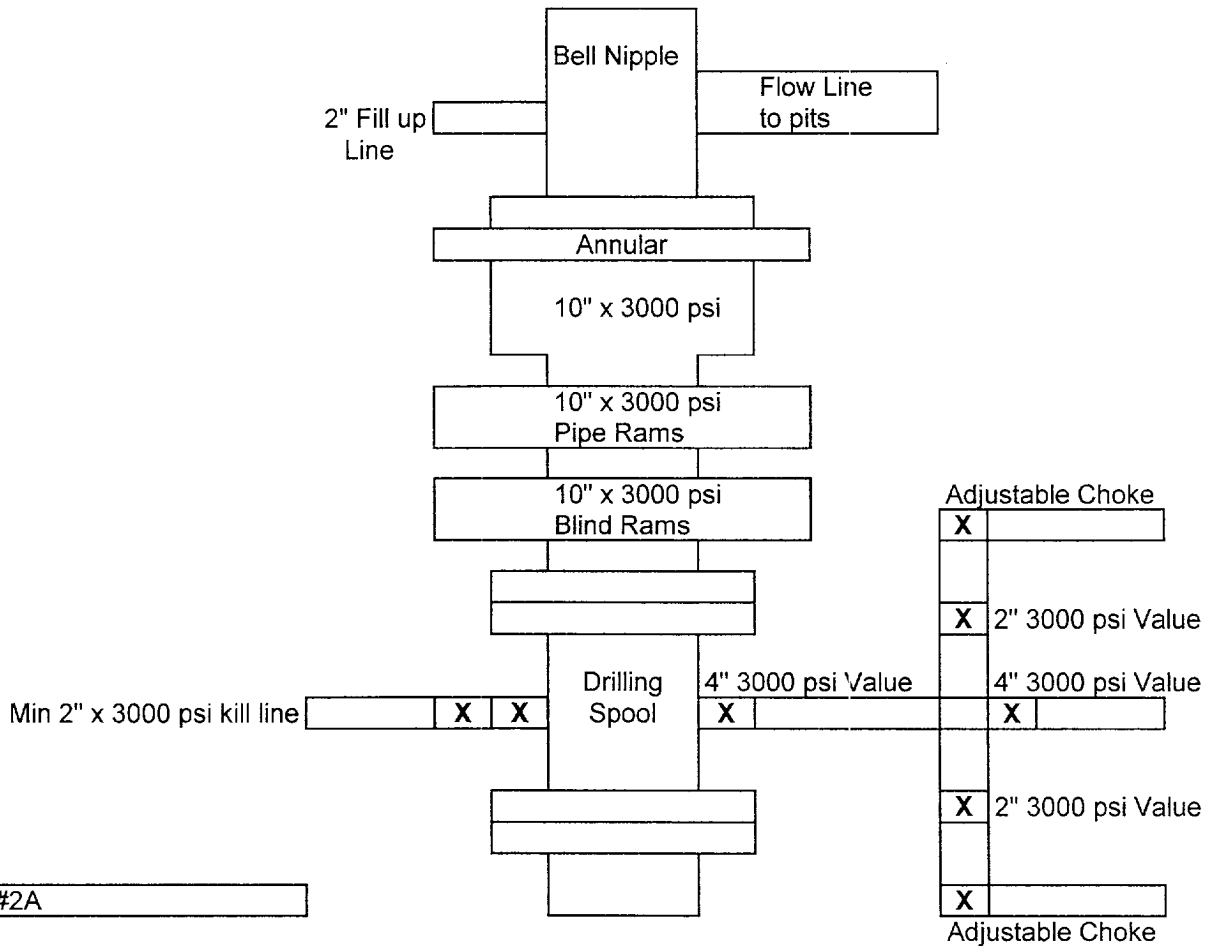 Bell Nipple
Flow Line
to pits
2" Fill up
Line
Annular
10" x 3000 psi
10" x 3000 psi
Pipe Rams
10" x 3000 psi
Blind Rams
Adjustable Choke
X
X 2" 3000 psi Value
Drilling
Spool
4" 3000 psi Value
4" 3000 psi Value
Min 2" x 3000 psi kill line
X X
X
X
X 2" 3000 psi Value
#2A
X
Adjustable Choke